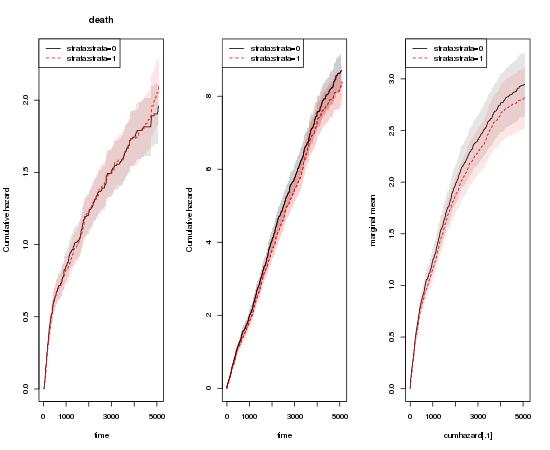 death
strata:strata=0
strata:strata=1
Cumulative hazard
0.0 0.5 1.0 1.5 2.0
0 1000 3000 5000
time
strata:strata=0
strata:strata=1
Cumulative hazard
0 2 4 6 8
0 1000 3000 5000
time
strata:strata=0
strata:strata=1
marginal mean
0.0 0.5 1.0 1.5 2.0 2.5 3.0
0 1000 3000 5000
cumhazard[,1]